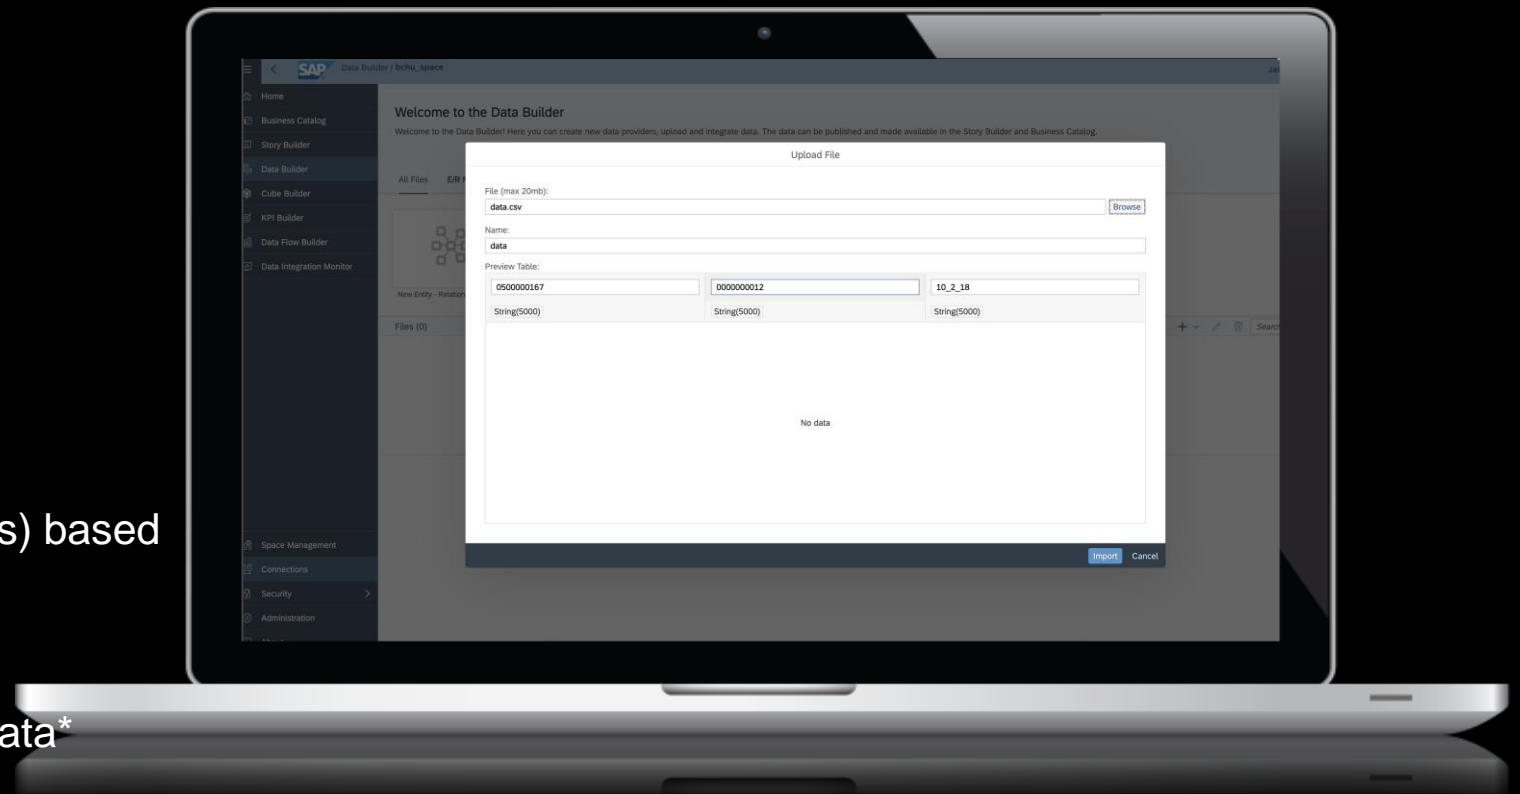 SAP Data Builder / bchu_space
Home
Business Catalog
Story Builder
Data Builder
Cube Builder
KPI Builder
Data Flow Builder
Data Integration Monitor
Space Management
Connections
Security
Administration
Welcome to the Data Builder
Welcome to the Data Builder! Here you can create new data providers, upload and integrate data. The data can be published and made available in the Story Builder and Business Catalog.
All Files E/R
New Entity - Relation
Files (0)
Upload File
File (max 20mb):
data.csv Browse
Name:
data
Preview Table:
0500000167 0000000012 10_2_18
String(5000) String(5000) String(5000)
No data
Import Cancel
s) based
ata*